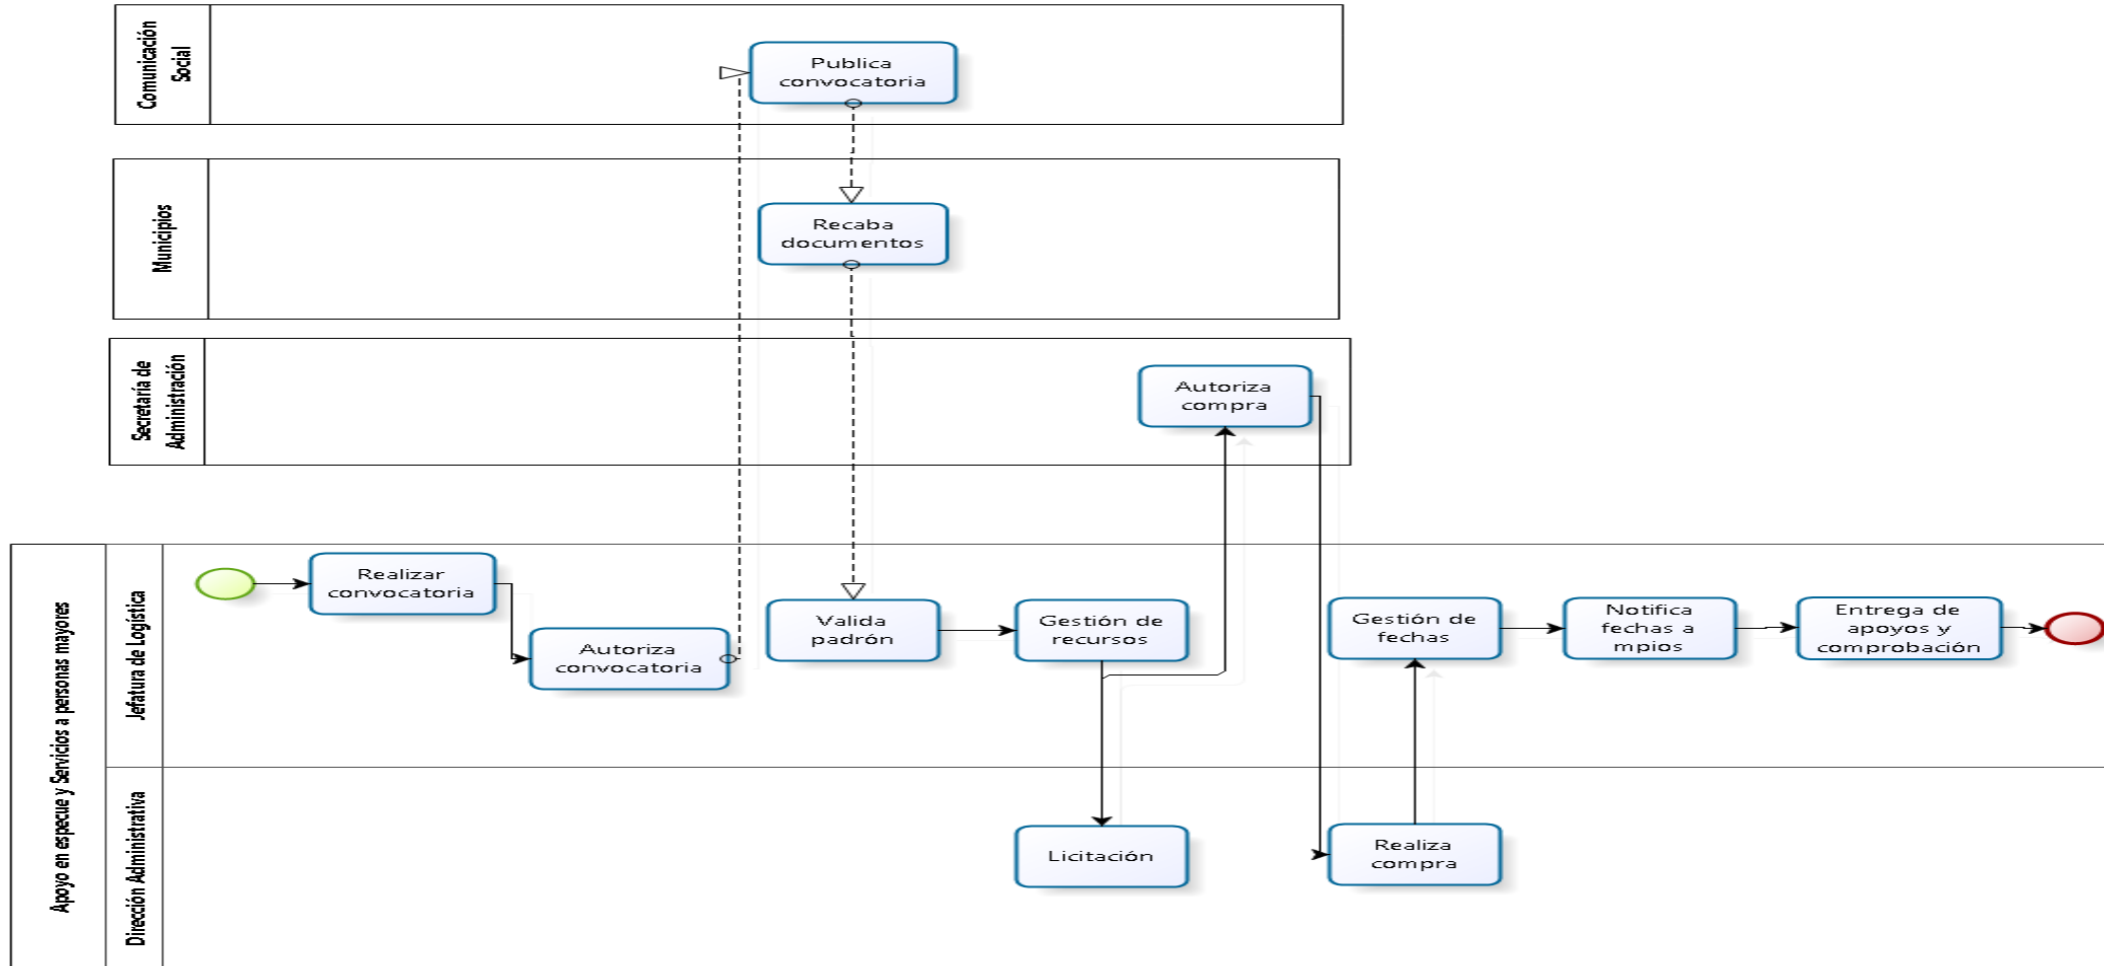 Comunicación
Social
Publica
convocatoria
Municipios
Recaba
documentos
Secretaría de
Administración
Autoriza
compra
Apoyo en especue y Servicios a personas mayores
Jefatura de Logística
Realizar
convocatoria
Autoriza
convocatoria
Valida
padrón
Gestión de
recursos
Gestión de
fechas
Notifica
fechas a
mpios
Entrega de
apoyos y
comprobación
Dirección Administrativa
Licitación
Realiza
compra